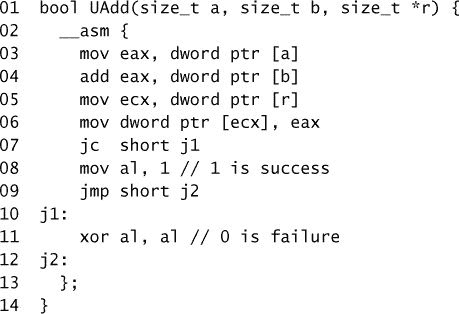 01 bool UAdd(size_t a, size_t b, size_t *r) {
02   __asm {
03     mov eax, dword ptr [a]
04     add eax, dword ptr [b]
05     mov ecx, dword ptr [r]
06     mov dword ptr [ecx], eax
07     jc  short j1
08     mov al, 1 // 1 is success
09     jmp short j2
10 j1:
11     xor al, al // 0 is failure
12 j2:
13   };
14 }